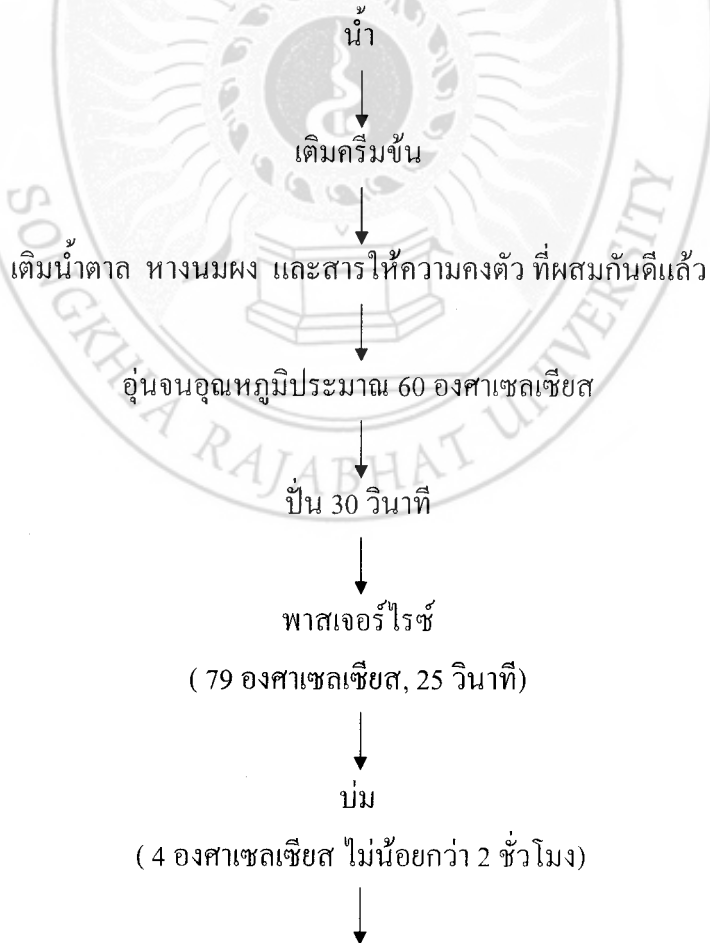 น้ำ
เติมครีมข้น
เติมน้ำตาล หางนมผง และสารให้ความคงตัว ที่ผสมกันดีแล้ว
อุ่นจนอุณหภูมิประมาณ 60 องศาเซลเซียส
ปั่น 30 วินาที
พาสเจอร์ไรซ์
( 79 องศาเซลเซียส, 25 วินาที)
บ่ม
( 4 องศาเซลเซียส ไม่น้อยกว่า 2 ชั่วโมง)
SONGKHLA RAJABHAT UNIVERSITY